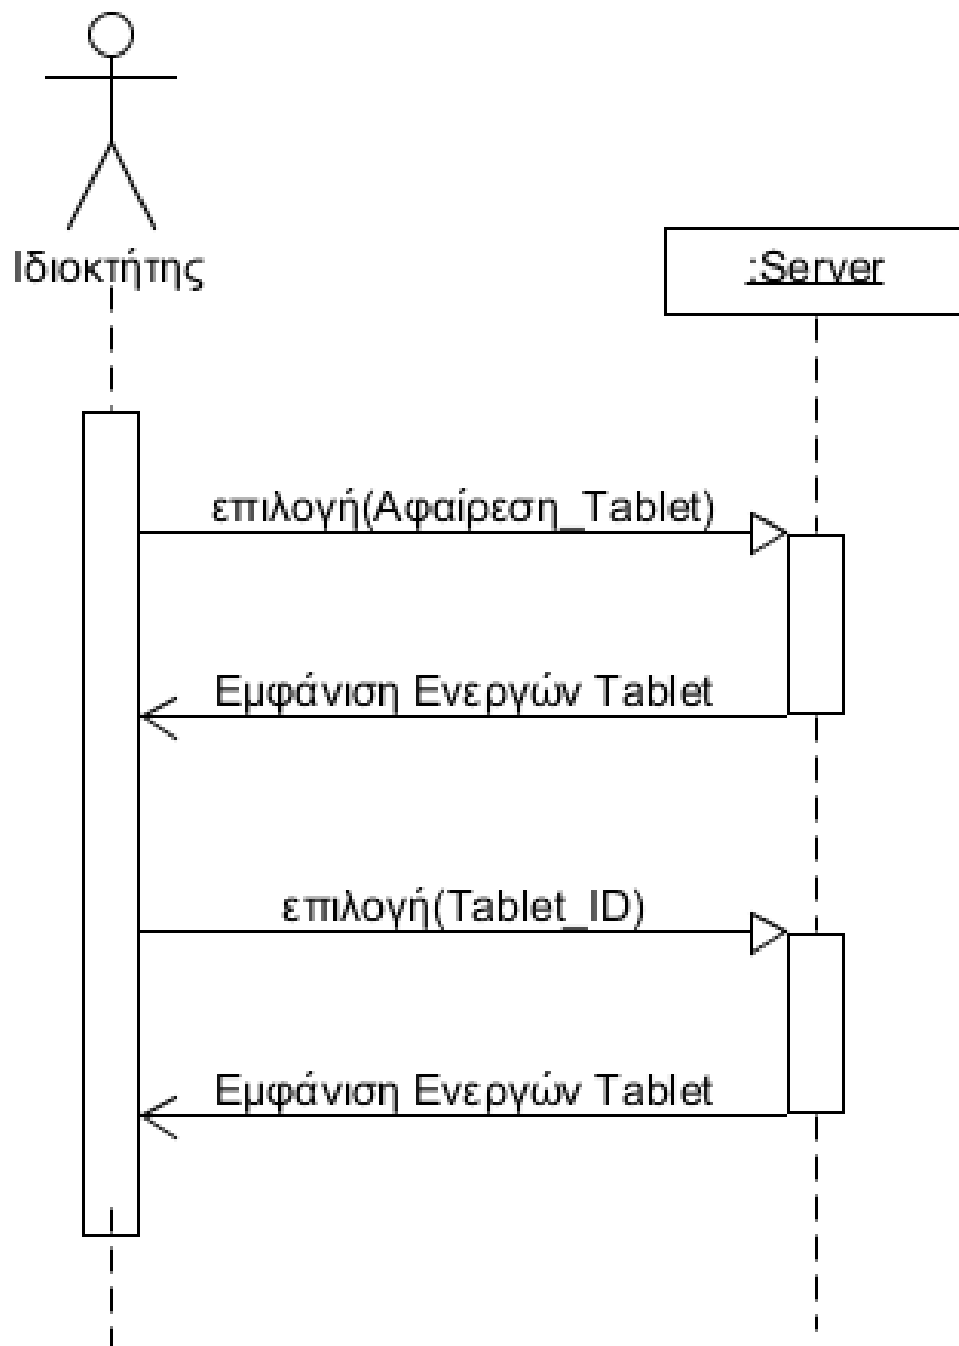 Ιδιοκτήτης
:Server
επιλογή(Αφαίρεση_Tablet)
Εμφάνιση Ενεργών Tablet
επιλογή(Tablet_ID)
Εμφάνιση Ενεργών Tablet